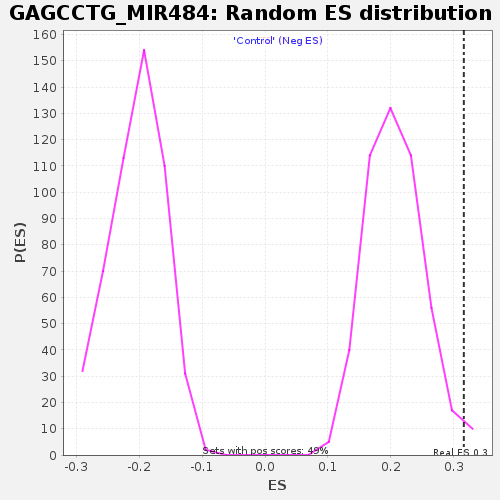 GAGCCTG_MIR484: Random ES distribution
'Control' (Neg ES)
160
150
140
130
120
110
100
90
80
70
60
50
40
30
20
10
0
P(ES)
Sets with pos scores: 49%
Real ES 0.3
-0.3 -0.2 -0.1 0.0 0.1 0.2 0.3
ES